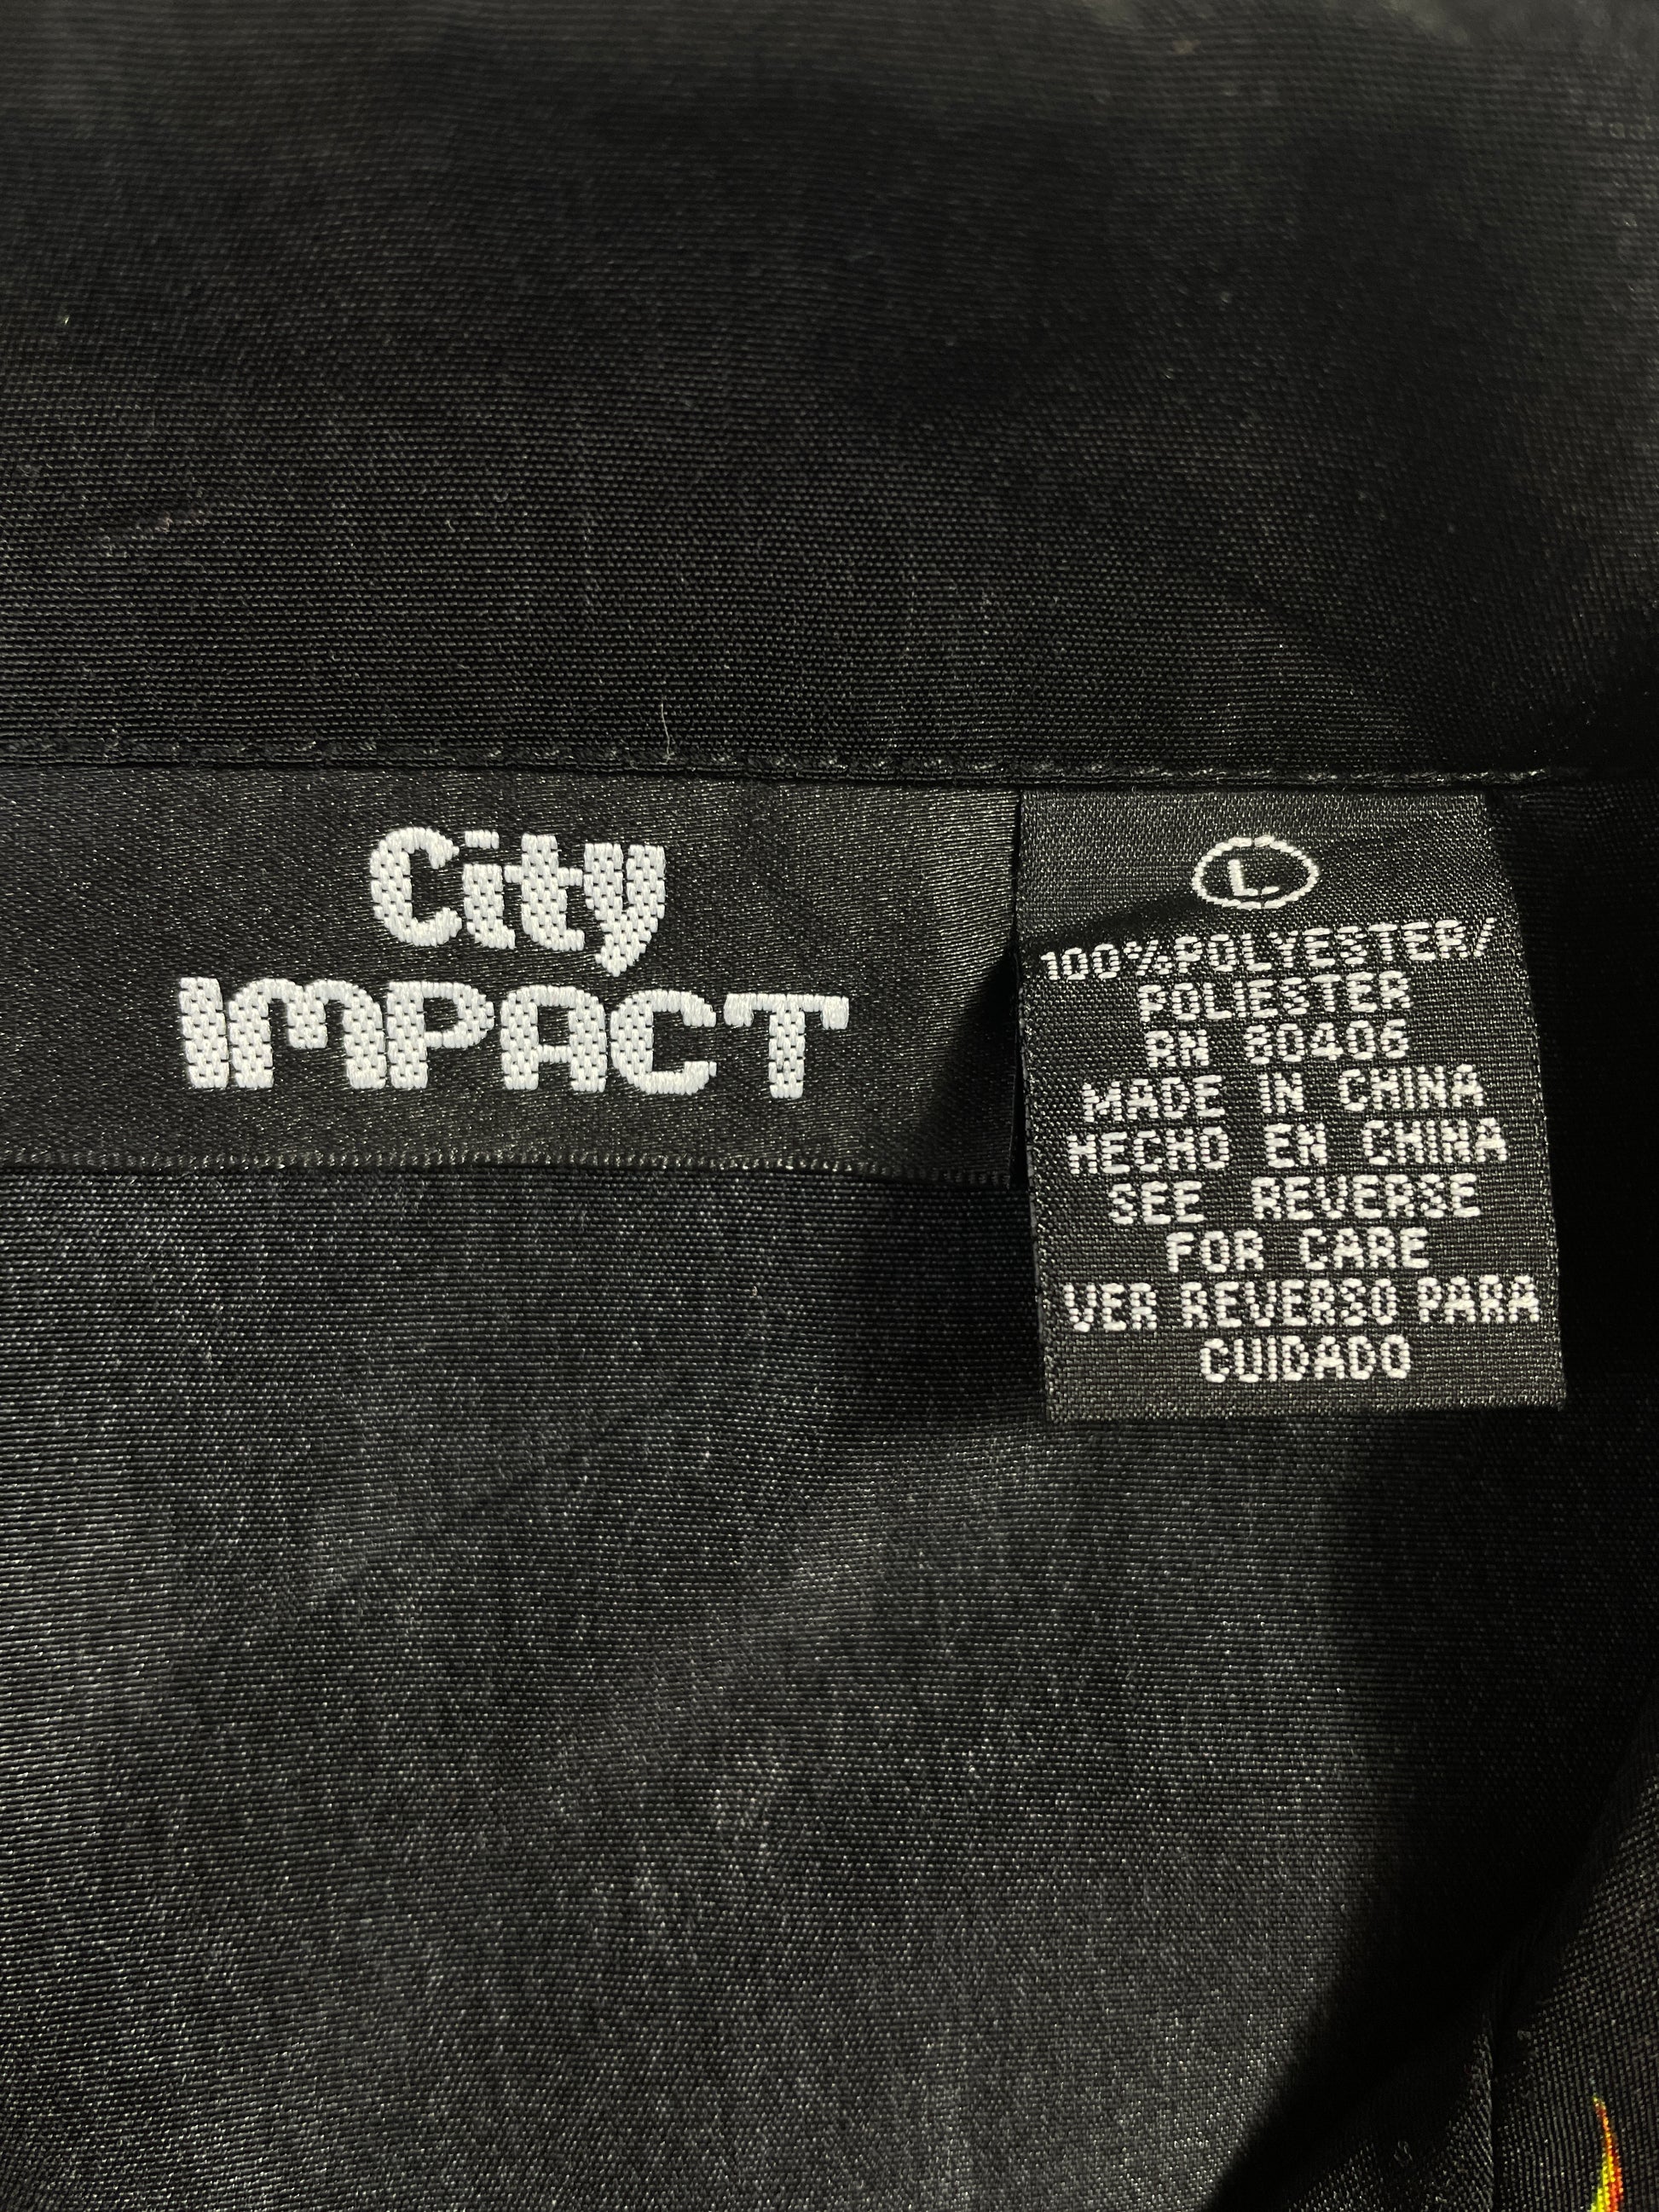 City
IMPACT
L
100%POLYESTER/
POLIESTER
RN 60406
MADE IN CHINA
HECHO EN CHINA
SEE REVERSE
FOR CARE
VER REVERSO PARA
CUIDADO